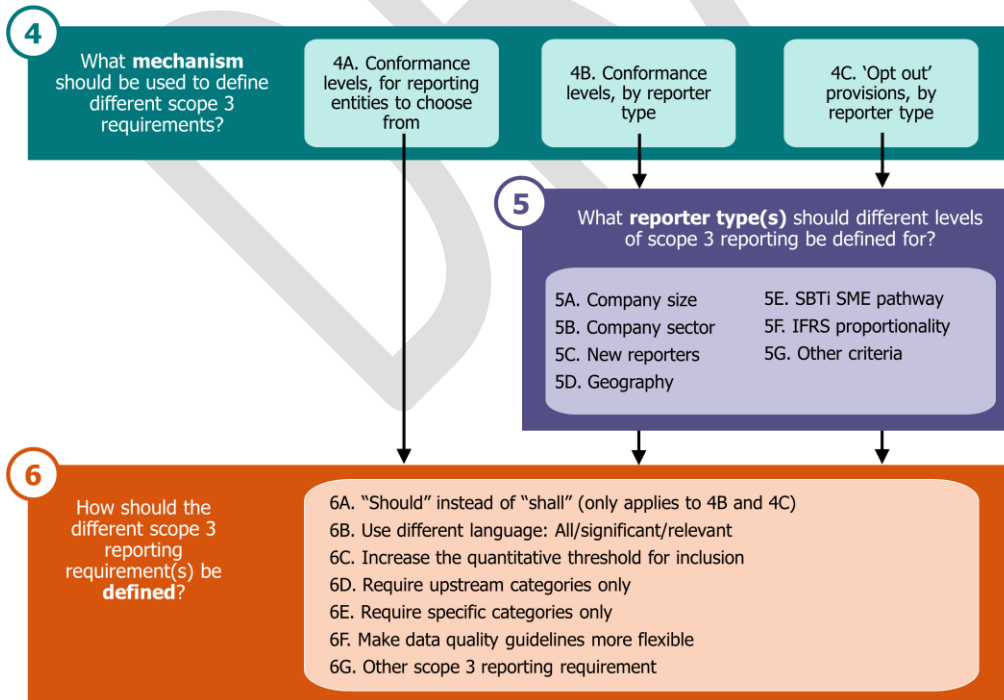 4
What mechanism
should be used to define
different scope 3
requirements?
4A. Conformance
levels, for reporting
entities to choose
from
4B. Conformance
levels, by reporter
type
4C. ‘Opt out’
provisions, by
reporter type
5
What reporter type(s) should different levels
of scope 3 reporting be defined for?
5A. Company size
5B. Company sector
5C. New reporters
5D. Geography
5E. SBTi SME pathway
5F. IFRS proportionality
5G. Other criteria
6
How should the
different scope 3
reporting
requirement(s) be
defined?
6A. “Should” instead of “shall” (only applies to 4B and 4C)
6B. Use different language: All/significant/relevant
6C. Increase the quantitative threshold for inclusion
6D. Require upstream categories only
6E. Require specific categories only
6F. Make data quality guidelines more flexible
6G. Other scope 3 reporting requirement